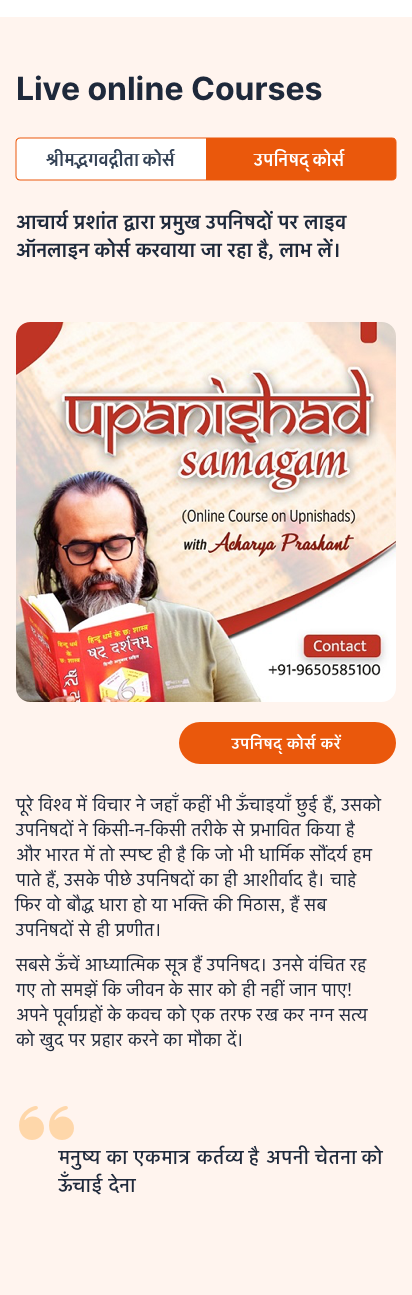 Live online Courses
श्रीमद्भगवद्गीता कोर्स
उपनिषद् कोर्स
आचार्य प्रशांत द्वारा प्रमुख उपनिषदों पर लाइव
ऑनलाइन कोर्स करवाया जा रहा है, लाभ लें।
upanishad
samagam
(Online Course on Upnishads)
with Acharya Prashant
हिन्दू धर्म के छः शास्त्र
षट् दर्शनम्
Contact
+91-9650585100
उपनिषद् कोर्स करें
पूरे विश्व में विचार ने जहाँ कहीं भी ऊँचाइयाँ छुई हैं, उसको
उपनिषदों ने किसी-न-किसी तरीके से प्रभावित किया है
और भारत में तो स्पष्ट ही है कि जो भी धार्मिक सौंदर्य हम
पाते हैं, उसके पीछे उपनिषदों का ही आशीर्वाद है। चाहे
फिर वो बौद्ध धारा हो या भक्ति की मिठास, हैं सब
उपनिषदों से ही प्रणीत।
सबसे ऊँचें आध्यात्मिक सूत्र हैं उपनिषद। उनसे वंचित रह
गए तो समझें कि जीवन के सार को ही नहीं जान पाए!
अपने पूर्वाग्रहों के कवच को एक तरफ रख कर नग्न सत्य
को खुद पर प्रहार करने का मौका दें।
मनुष्य का एकमात्र कर्तव्य है अपनी चेतना को
ऊँचाई देना